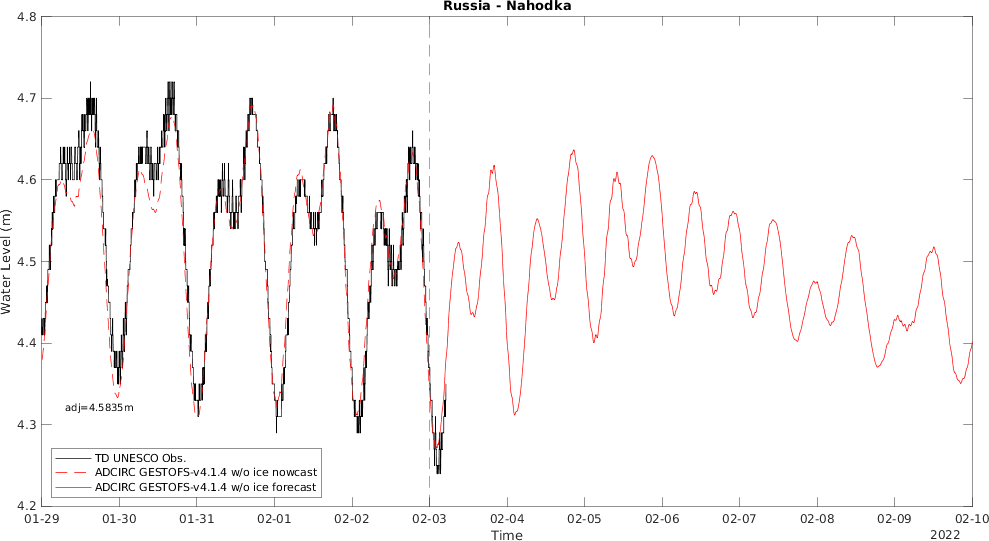 Russia - Nahodka
4.8
4.7
4.6
4.5
4.4
4.3
4.2
Water Level (m)
adj=4.5835m
TD UNESCO Obs.
ADCIRC GESTOFS-v4.1.4 w/o ice nowcast
ADCIRC GESTOFS-v4.1.4 w/o ice forecast
01-29 01-30 01-31 02-01 02-02 02-03 02-04 02-05 02-06 02-07 02-08 02-09 02-10
Time
2022